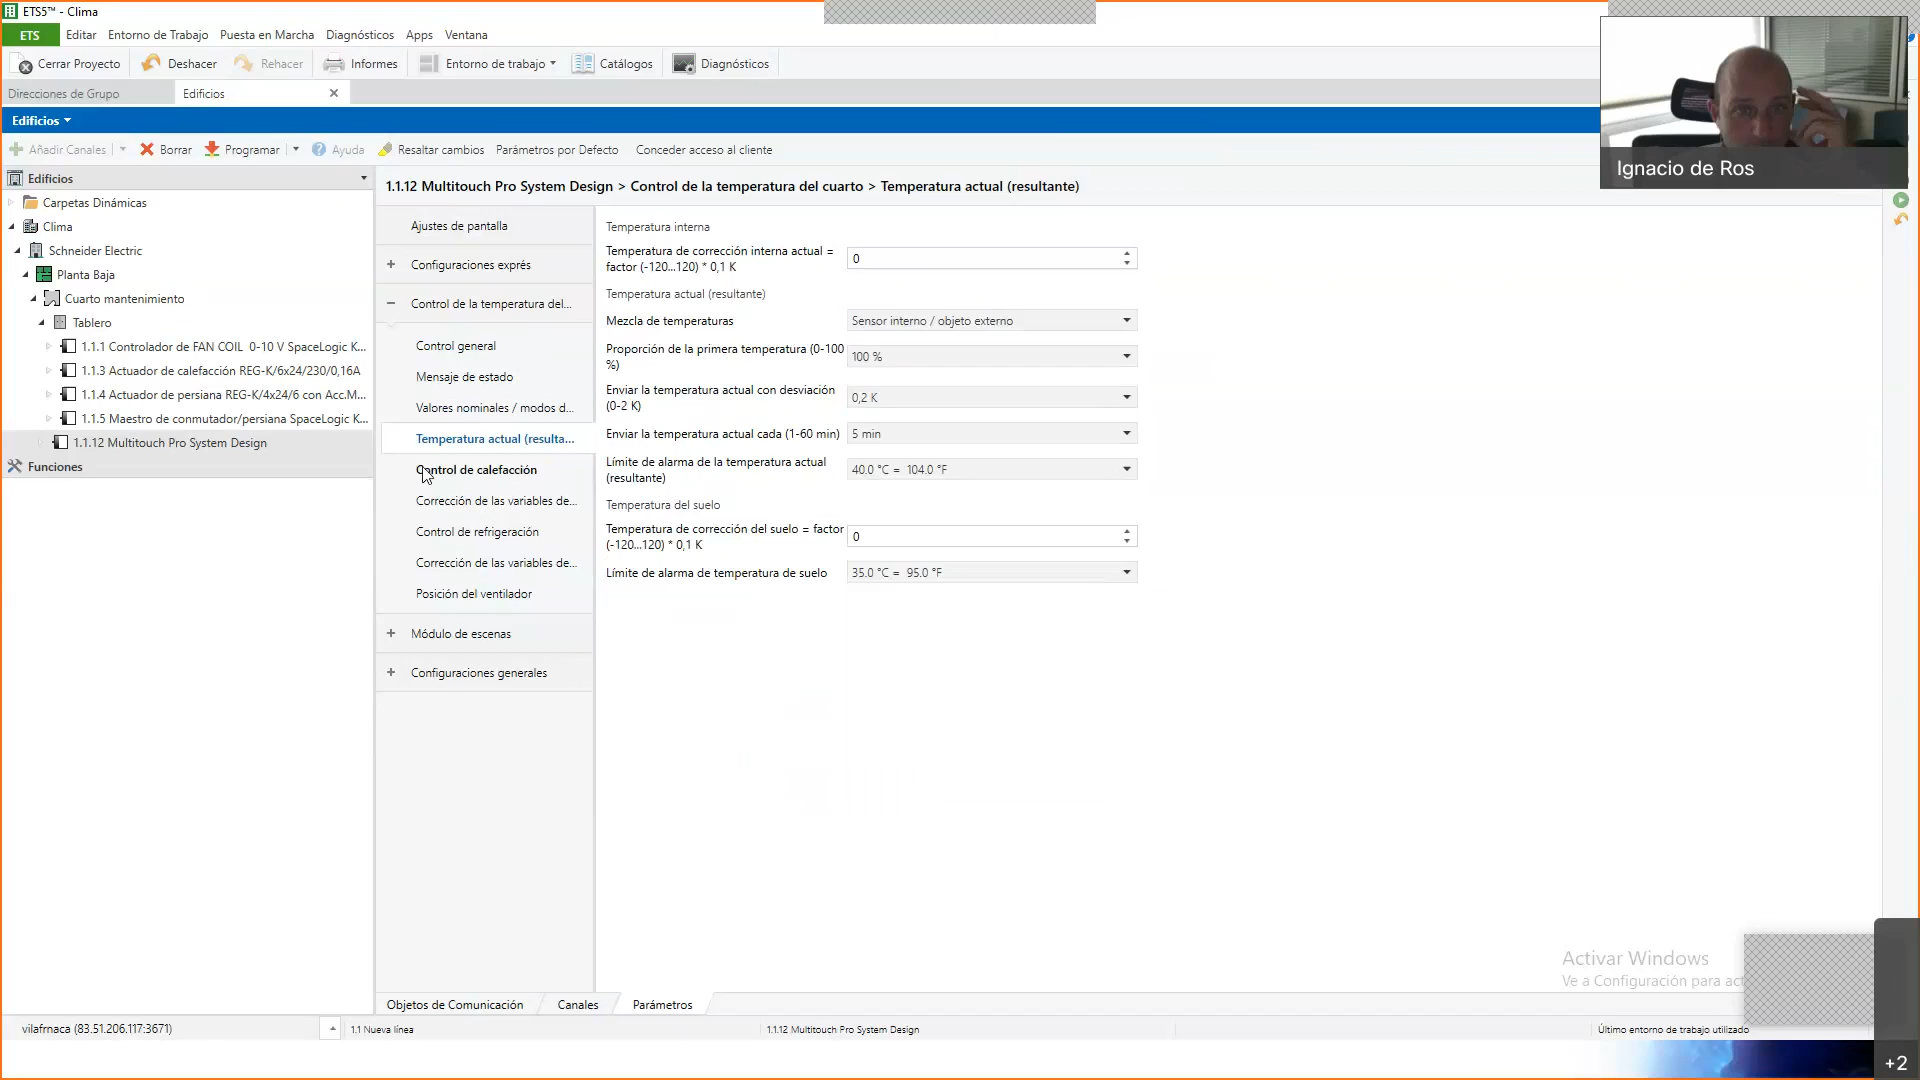 ETS5™ - Clima
ETS Editar Entorno de Trabajo Puesta en Marcha Diagnósticos Apps Ventana
Cerrar Proyecto Deshacer Rehacer Informes Entorno de trabajo Catálogos Diagnósticos
Direcciones de Grupo Edificios
Edificios
Añadir Canales Borrar Programar Ayuda Resaltar cambios Parámetros por Defecto Conceder acceso al cliente
Ignacio de Ros
Edificios
Carpetas Dinámicas
Clima
Schneider Electric
Planta Baja
Cuarto mantenimiento
Tablero
1.1.1 Controlador de FAN COIL 0-10 V SpaceLogic K...
1.1.3 Actuador de calefacción REG-K/6x24/230/0,16A
1.1.4 Actuador de persiana REG-K/4x24/6 con Acc.M...
1.1.5 Maestro de conmutador/persiana SpaceLogic K...
1.1.12 Multitouch Pro System Design
Funciones
1.1.12 Multitouch Pro System Design > Control de la temperatura del cuarto > Temperatura actual (resultante)
Ajustes de pantalla
+ Configuraciones exprés
− Control de la temperatura del...
Control general
Mensaje de estado
Valores nominales / modos d...
Temperatura actual (resulta...
Control de calefacción
Corrección de las variables de...
Control de refrigeración
Corrección de las variables de...
Posición del ventilador
+ Módulo de escenas
+ Configuraciones generales
Temperatura interna
Temperatura de corrección interna actual = 0
factor (-120...120) * 0,1 K
Temperatura actual (resultante)
Mezcla de temperaturas Sensor interno / objeto externo
Proporción de la primera temperatura (0-100 100 %
%)
Enviar la temperatura actual con desviación 0,2 K
(0-2 K)
Enviar la temperatura actual cada (1-60 min) 5 min
Límite de alarma de la temperatura actual 40.0 °C = 104.0 °F
(resultante)
Temperatura del suelo
Temperatura de corrección del suelo = factor 0
(-120...120) * 0,1 K
Límite de alarma de temperatura de suelo 35.0 °C = 95.0 °F
Activar Windows
Ve a Configuración para
Objetos de Comunicación Canales Parámetros
vilafrnaca (83.51.206.117:3671) 1.1 Nueva línea 1.1.12 Multitouch Pro System Design Último entorno de trabajo utilizado
+2